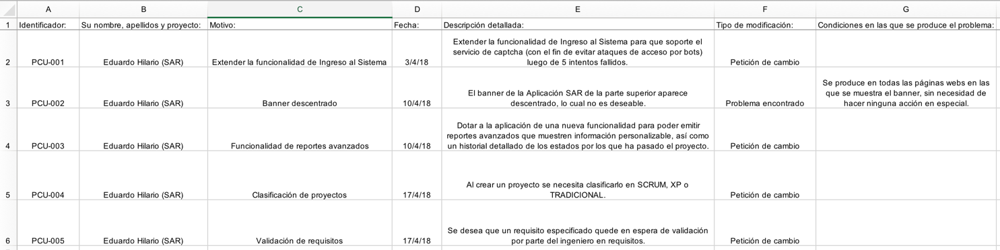 A B C D E F G
1 Identificador: Su nombre, apellidos y proyecto: Motivo: Fecha: Descripción detallada: Tipo de modificación: Condiciones en las que se produce el problema:
Extender la funcionalidad de Ingreso al Sistema para que soporte el
servicio de captcha (con el fin de evitar ataques de acceso por bots)
2 PCU-001 Eduardo Hilario (SAR) Extender la funcionalidad de Ingreso al Sistema 3/4/18 luego de 5 intentos fallidos. Petición de cambio
Se produce en todas las páginas webs en las
El banner de la Aplicación SAR de la parte superior aparece que se muestra el banner, sin necesidad de
3 PCU-002 Eduardo Hilario (SAR) Banner descentrado 10/4/18 descentrado, lo cual no es deseable. Problema encontrado hacer ninguna acción en especial.
Dotar a la aplicación de una nueva funcionalidad para poder emitir
reportes avanzados que muestren información personalizable, así como
4 PCU-003 Eduardo Hilario (SAR) Funcionalidad de reportes avanzados 10/4/18 un historial detallado de los estados por los que ha pasado el proyecto. Petición de cambio
Al crear un proyecto se necesita clasificarlo en SCRUM, XP o
5 PCU-004 Eduardo Hilario (SAR) Clasificación de proyectos 17/4/18 TRADICIONAL. Petición de cambio
Se desea que un requisito especificado quede en espera de validación
6 PCU-005 Eduardo Hilario (SAR) Validación de requisitos 17/4/18 por parte del ingeniero en requisitos. Petición de cambio